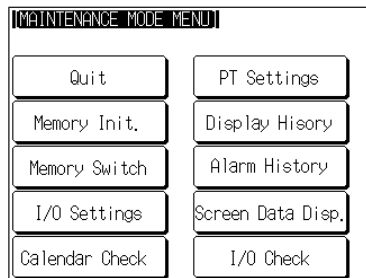 [MAINTENANCE MODE MENU]
Quit
PT Settings
Memory Init.
Display Hisory
Memory Switch
Alarm History
I/O Settings
Screen Data Disp.
Calendar Check
I/O Check